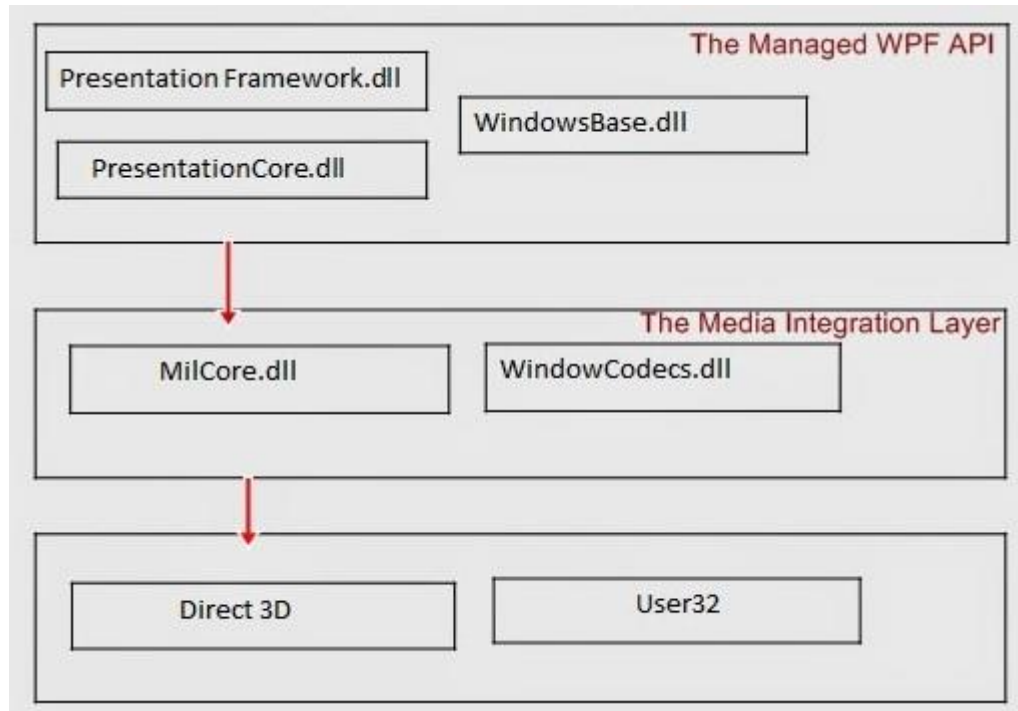 The Managed WPF API
Presentation Framework.dll
WindowsBase.dll
PresentationCore.dll
The Media Integration Layer
MilCore.dll
WindowCodecs.dll
Direct 3D
User32